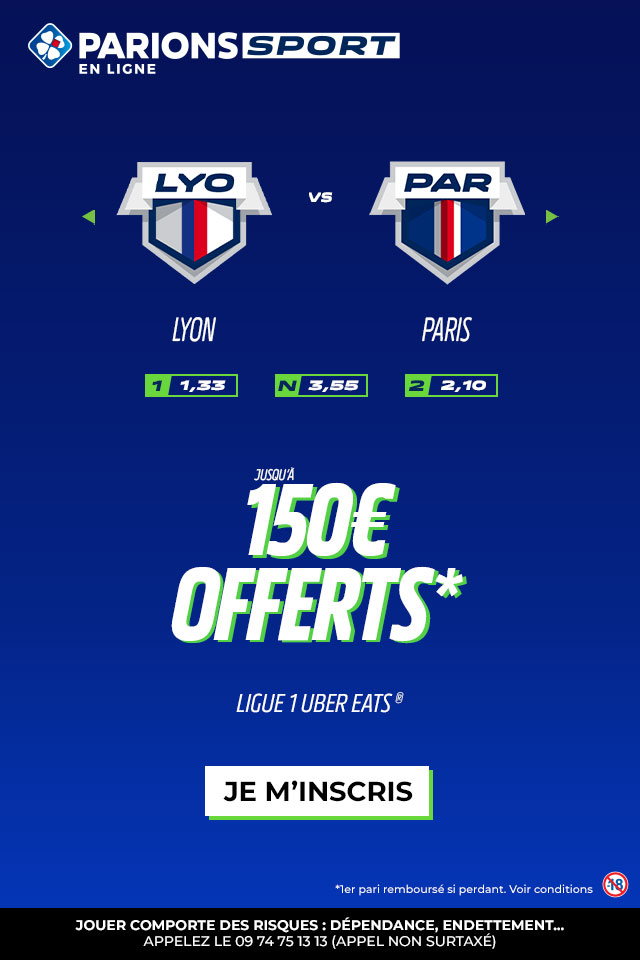 PARIONS SPORT
EN LIGNE
LYO vs PAR
LYON PARIS
1 1,33 N 3,55 2 2,10
JUSQU'À
150€
OFFERTS*
LIGUE 1 UBER EATS ®
JE M'INSCRIS
*1er pari remboursé si perdant. Voir conditions -18
JOUER COMPORTE DES RISQUES : DÉPENDANCE, ENDETTEMENT...
APPELEZ LE 09 74 75 13 13 (APPEL NON SURTAXÉ)